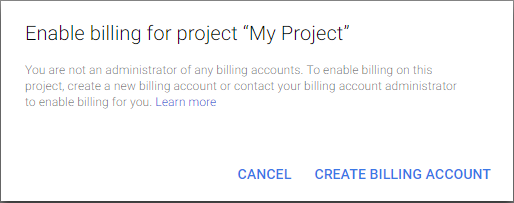 Enable billing for project “My Project”
You are not an administrator of any billing accounts. To enable billing on this
project, create a new billing account or contact your billing account administrator
to enable billing for you. Learn more
CANCEL CREATE BILLING ACCOUNT